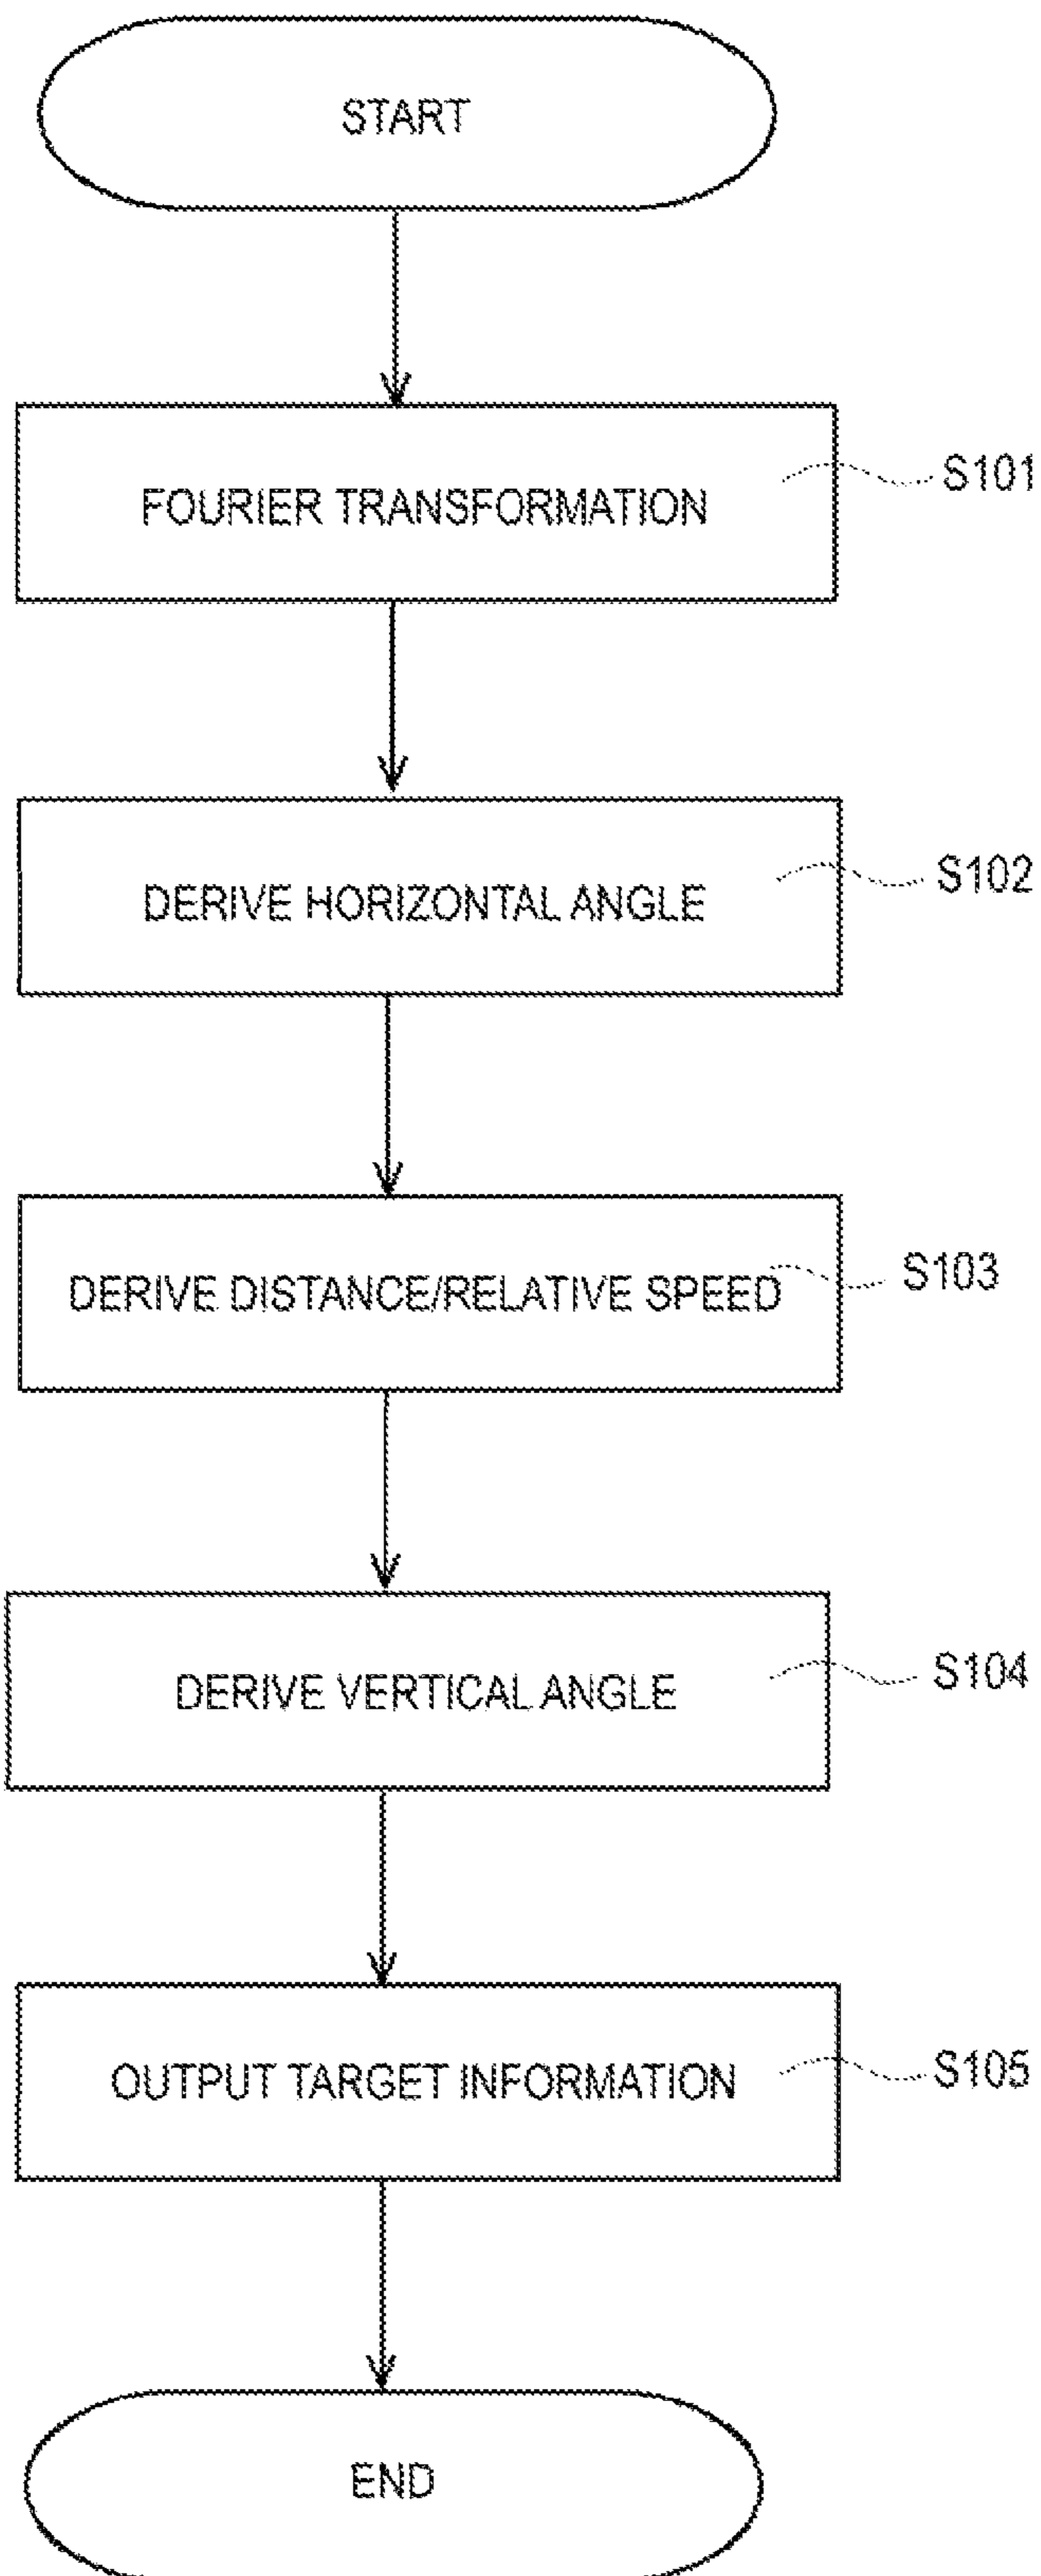 START
FOURIER TRANSFORMATION
S101
DERIVE HORIZONTAL ANGLE
S102
DERIVE DISTANCE/RELATIVE SPEED
S103
DERIVE VERTICAL ANGLE
S104
OUTPUT TARGET INFORMATION
S105
END